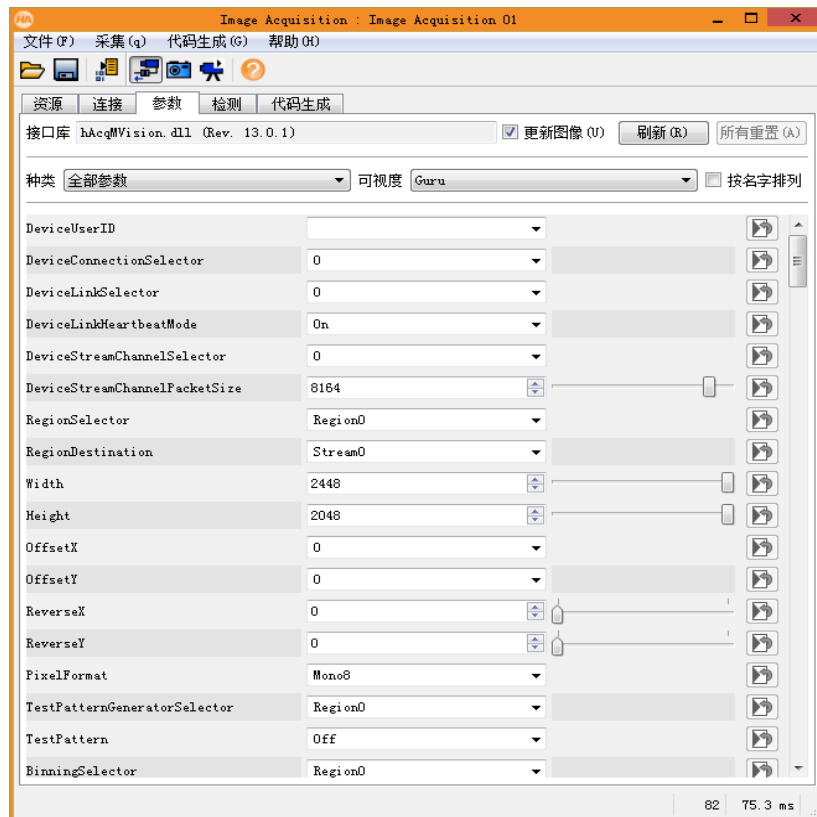 HA Image Acquisition : Image Acquisition 01
文件(F) 采集(q) 代码生成(G) 帮助(H)
资源 连接 参数 检测 代码生成
接口库 hAcqMVision.dll (Rev. 13.0.1) 更新图像(U) 刷新(R) 所有重置(A)
种类 全部参数 可视度 Guru 按名字排列
DeviceUserID
DeviceConnectionSelector 0
DeviceLinkSelector 0
DeviceLinkHeartbeatMode On
DeviceStreamChannelSelector 0
DeviceStreamChannelPacketSize 8164
RegionSelector Region0
RegionDestination Stream0
Width 2448
Height 2048
OffsetX 0
OffsetY 0
ReverseX 0
ReverseY 0
PixelFormat Mono8
TestPatternGeneratorSelector Region0
TestPattern Off
BinningSelector Region0
82 75.3 ms